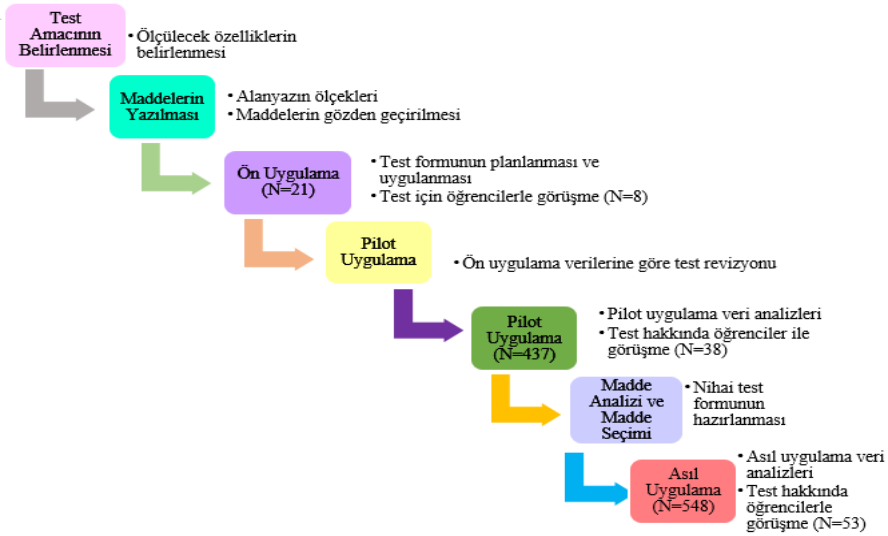 Test
Amacının
Belirlenmesi
• Ölçülecek özelliklerin
belirlenmesi
Maddelerin
Yazılması
• Alanyazın ölçekleri
• Maddelerin gözden geçirilmesi
Ön Uygulama
(N=21)
• Test formunun planlanması ve
uygulanması
• Test için öğrencilerle görüşme (N=8)
Pilot
Uygulama
• Ön uygulama verilerine göre test revizyonu
Pilot
Uygulama
(N=437)
• Pilot uygulama veri analizleri
• Test hakkında öğrenciler ile
görüşme (N=38)
Madde
Analizi ve
Madde
Seçimi
• Nihai test
formunun
hazırlanması
Asıl
Uygulama
(N=548)
• Asıl uygulama veri
analizleri
• Test hakkında
öğrencilerle
görüşme (N=53)